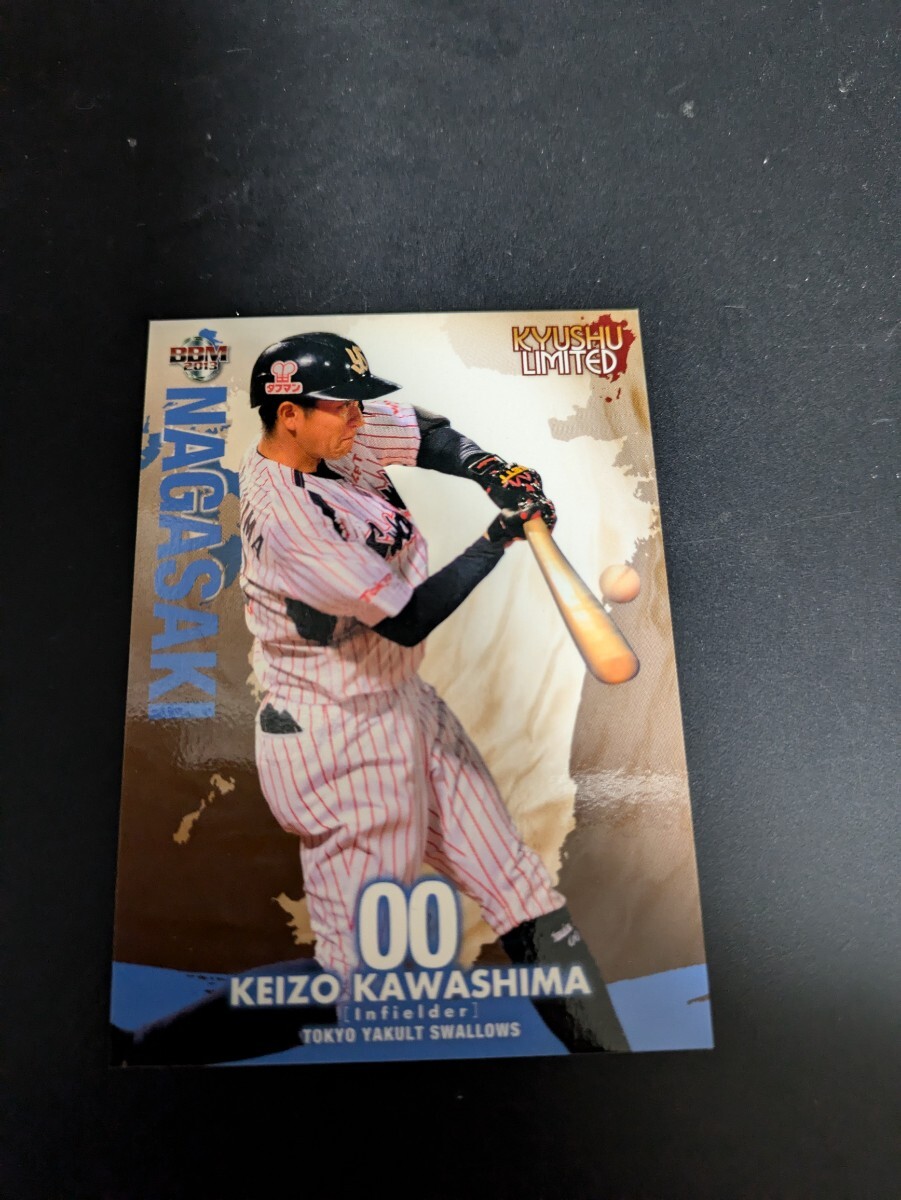 BBM
2013
KYUSHU
LIMITED
NAGASAKI
タフマン
00
KEIZO KAWASHIMA
[Infielder]
TOKYO YAKULT SWALLOWS